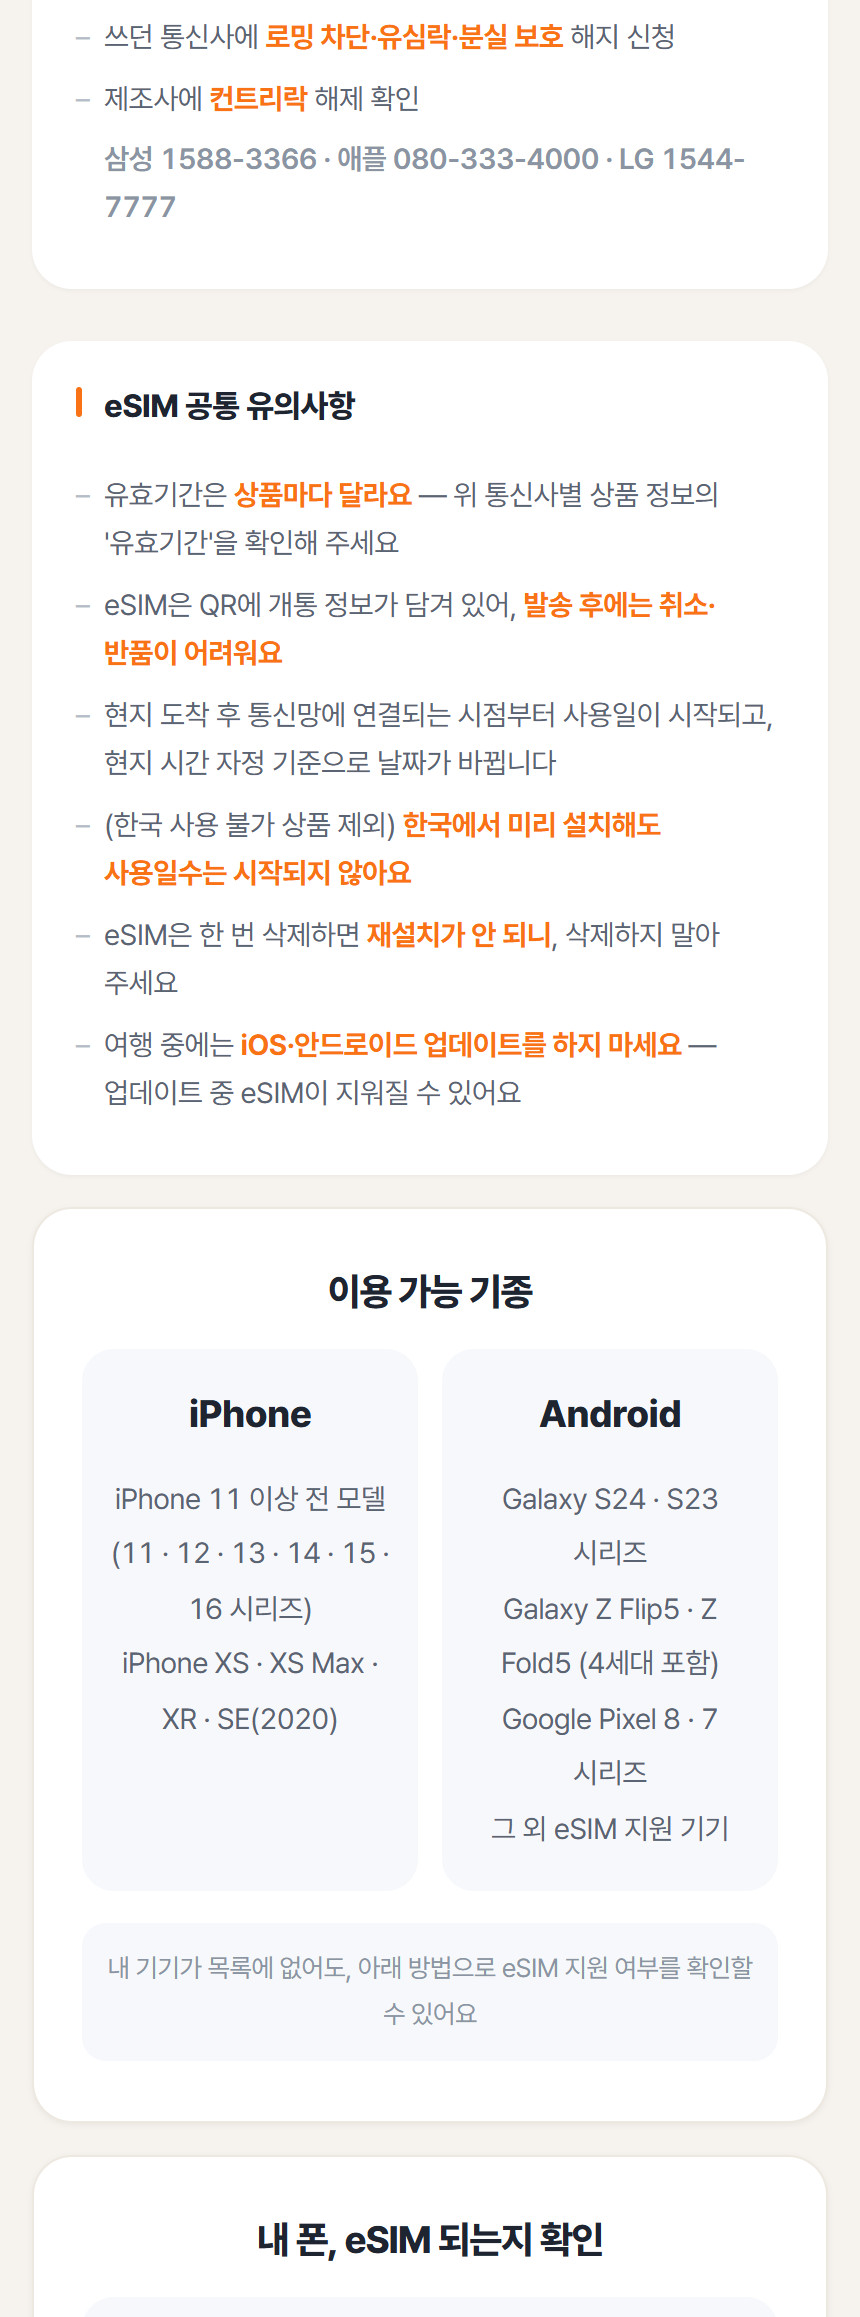 – 쓰던 통신사에 로밍 차단·유심락·분실 보호 해지 신청
– 제조사에 컨트리락 해제 확인
삼성 1588-3366 · 애플 080-333-4000 · LG 1544-
7777
eSIM 공통 유의사항
– 유효기간은 상품마다 달라요 — 위 통신사별 상품 정보의
'유효기간'을 확인해 주세요
– eSIM은 QR에 개통 정보가 담겨 있어, 발송 후에는 취소·
반품이 어려워요
– 현지 도착 후 통신망에 연결되는 시점부터 사용일이 시작되고,
현지 시간 자정 기준으로 날짜가 바뀝니다
– (한국 사용 불가 상품 제외) 한국에서 미리 설치해도
사용일수는 시작되지 않아요
– eSIM은 한 번 삭제하면 재설치가 안 되니, 삭제하지 말아
주세요
– 여행 중에는 iOS·안드로이드 업데이트를 하지 마세요 —
업데이트 중 eSIM이 지워질 수 있어요
이용 가능 기종
iPhone
iPhone 11 이상 전 모델
(11 · 12 · 13 · 14 · 15 ·
16 시리즈)
iPhone XS · XS Max ·
XR · SE(2020)
Android
Galaxy S24 · S23
시리즈
Galaxy Z Flip5 · Z
Fold5 (4세대 포함)
Google Pixel 8 · 7
시리즈
그 외 eSIM 지원 기기
내 기기가 목록에 없어도, 아래 방법으로 eSIM 지원 여부를 확인할
수 있어요
내 폰, eSIM 되는지 확인